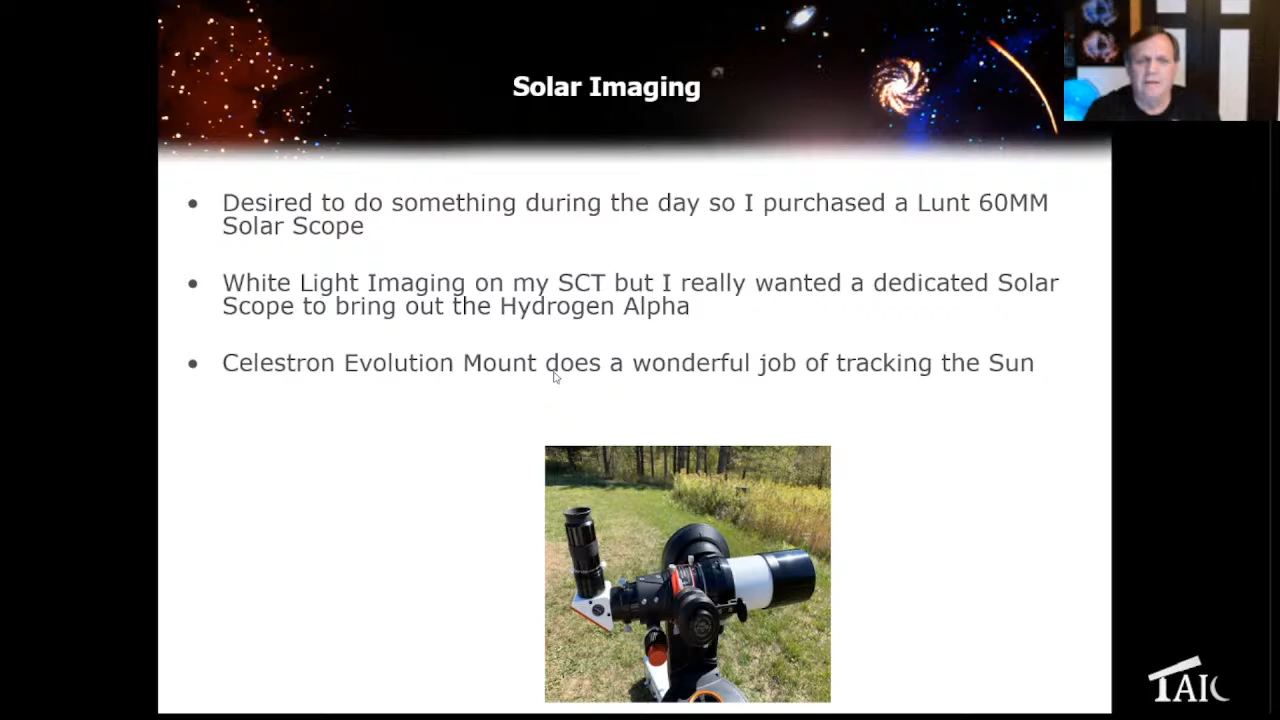 Solar Imaging
• Desired to do something during the day so I purchased a Lunt 60MM
Solar Scope
• White Light Imaging on my SCT but I really wanted a dedicated Solar
Scope to bring out the Hydrogen Alpha
• Celestron Evolution Mount does a wonderful job of tracking the Sun
TAIC